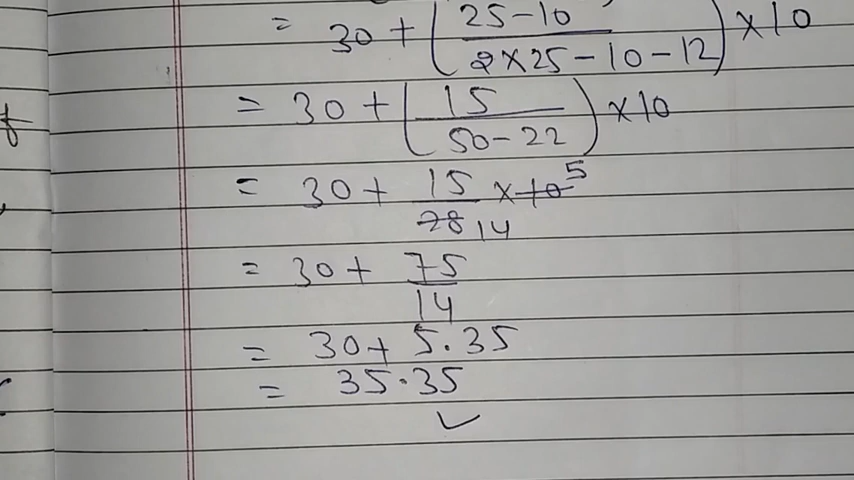 = 30 + (25-10 / 2×25-10-12) ×10
= 30 + (15 / 50-22) ×10
= 30 + 15/28 14 ×10 5
= 30 + 75/14
= 30 + 5.35
= 35.35
✓